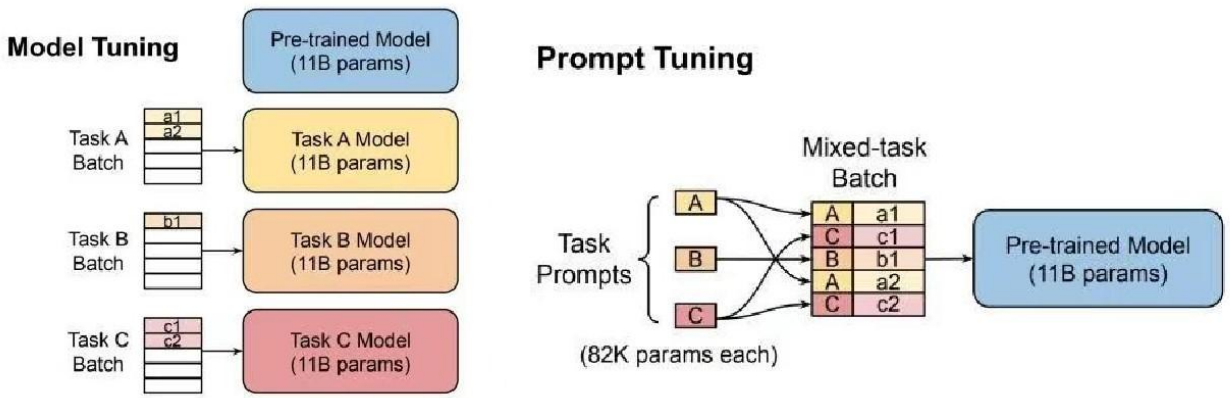 Model Tuning
Pre-trained Model
(11B params)
a1
a2
Task A
Batch
Task A Model
(11B params)
b1
Task B
Batch
Task B Model
(11B params)
c1
c2
Task C
Batch
Task C Model
(11B params)
Prompt Tuning
Mixed-task
Batch
Task
Prompts
A
B
C
(82K params each)
A a1
C c1
B b1
A a2
C c2
Pre-trained Model
(11B params)